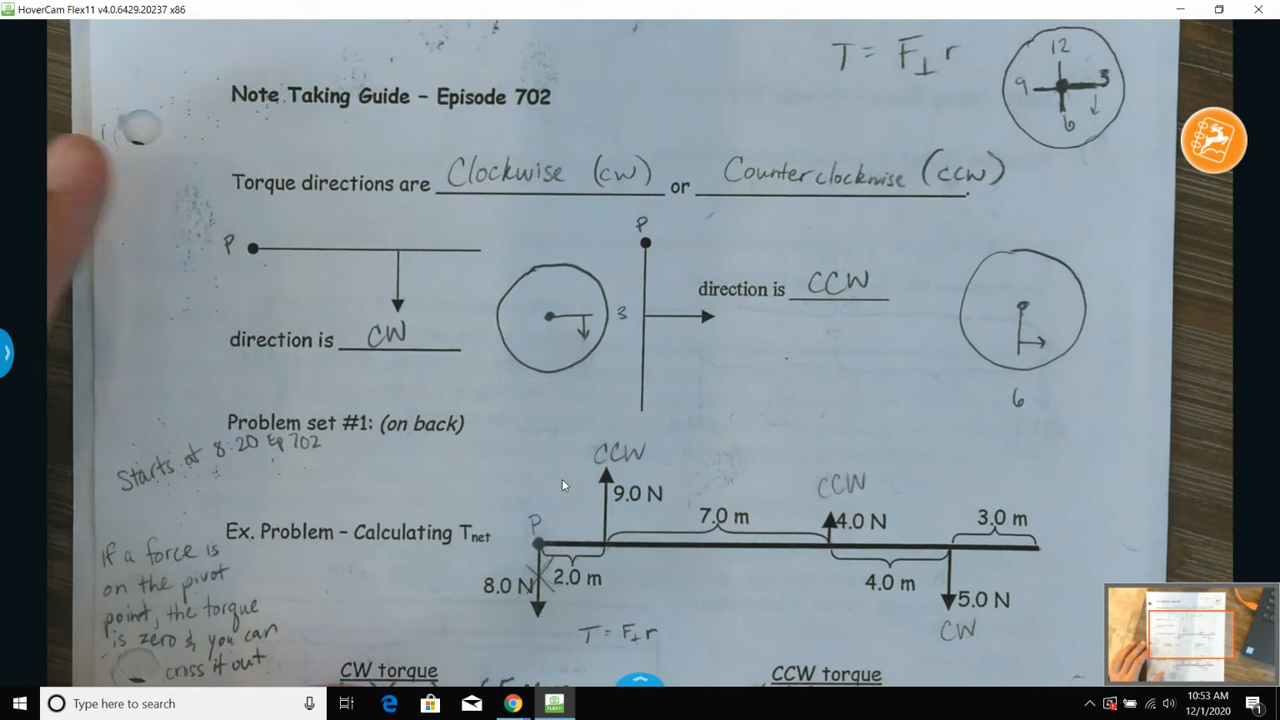 HoverCam Flex11 v4.0.6429.20237 x86
T = F⊥ r
12
9 3
6
Note Taking Guide – Episode 702
Torque directions are Clockwise (cw) or Counterclockwise (ccw).
P
P
3
direction is CCW
direction is CW
6
Problem set #1: (on back)
Starts at 8:20 Ep 702
CCW
9.0 N
CCW
7.0 m
4.0 N
3.0 m
Ex. Problem – Calculating Tnet
P
8.0 N
2.0 m
4.0 m
5.0 N
CW
T = F⊥ r
If a force is
on the pivot
point, the torque
is zero & you can
cross it out
CW torque
CCW torque
Type here to search
10:53 AM
12/1/2020
1